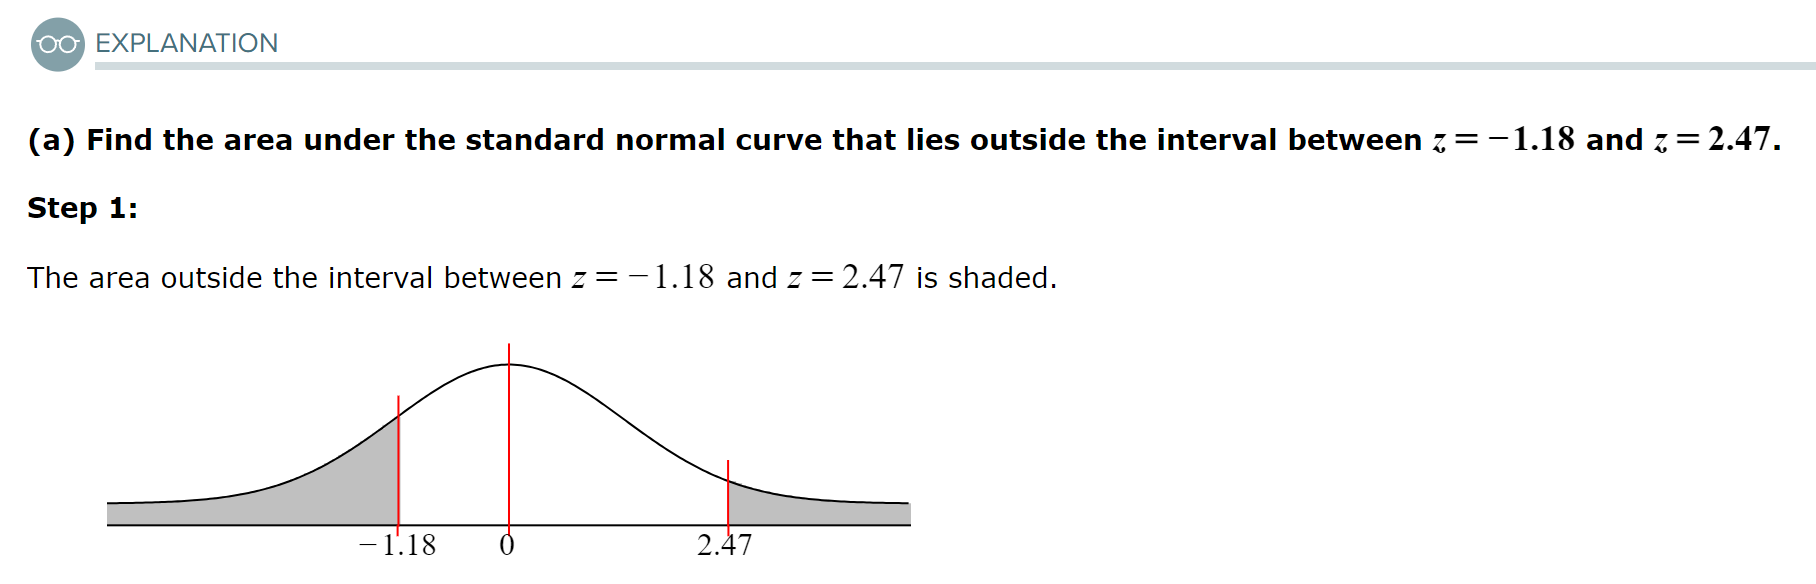 EXPLANATION
(a) Find the area under the standard normal curve that lies outside the interval between z = −1.18 and z = 2.47.
Step 1:
The area outside the interval between z = −1.18 and z = 2.47 is shaded.
−1.18 0 2.47